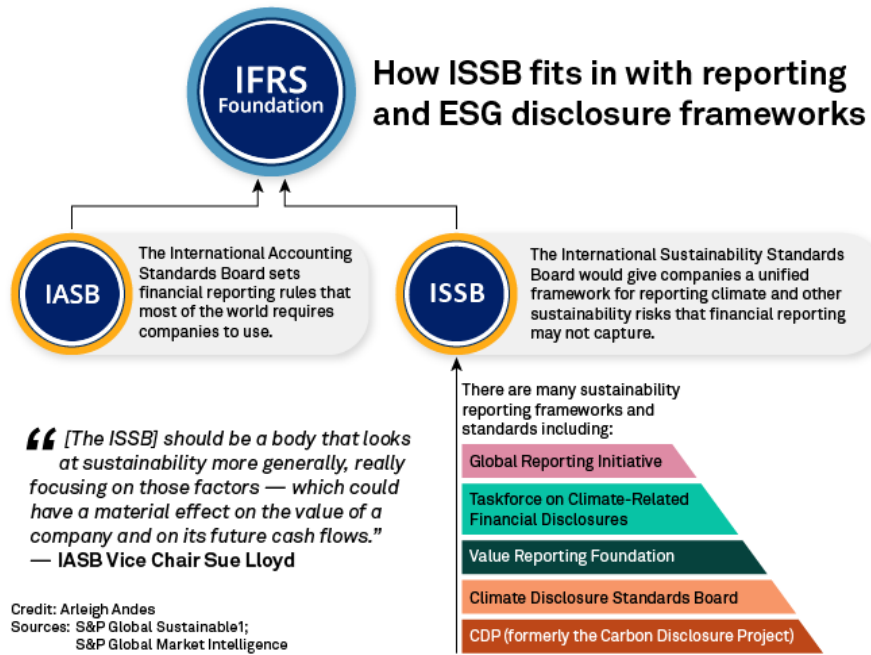 IFRS
Foundation
How ISSB fits in with reporting
and ESG disclosure frameworks
IASB
The International Accounting
Standards Board sets
financial reporting rules that
most of the world requires
companies to use.
ISSB
The International Sustainability Standards
Board would give companies a unified
framework for reporting climate and other
sustainability risks that financial reporting
may not capture.
“ [The ISSB] should be a body that looks
at sustainability more generally, really
focusing on those factors — which could
have a material effect on the value of a
company and on its future cash flows.”
— IASB Vice Chair Sue Lloyd
There are many sustainability
reporting frameworks and
standards including:
Global Reporting Initiative
Taskforce on Climate-Related
Financial Disclosures
Value Reporting Foundation
Climate Disclosure Standards Board
CDP (formerly the Carbon Disclosure Project)
Credit: Arleigh Andes
Sources: S&P Global Sustainable1;
S&P Global Market Intelligence